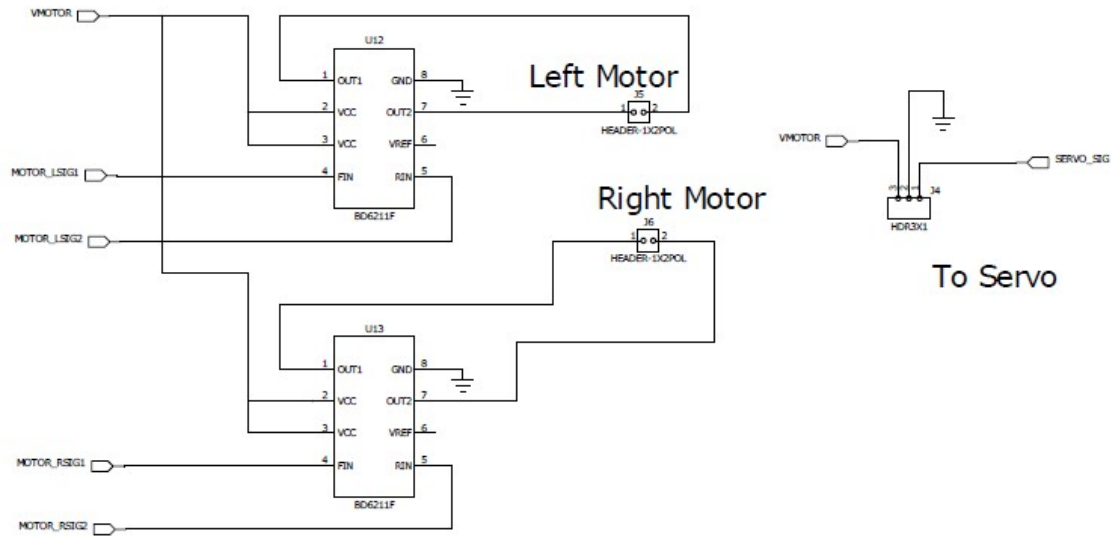 VMOTOR
U12
1 OUT1 GND 8
2 VCC OUT2 7
3 VCC VREF 6
4 FIN RIN 5
BD6211F
MOTOR_LSIG1
MOTOR_LSIG2
Left Motor
J5
1 2
HEADER-1X2POL
Right Motor
J6
1 2
HEADER-1X2POL
U13
1 OUT1 GND 8
2 VCC OUT2 7
3 VCC VREF 6
4 FIN RIN 5
BD6211F
MOTOR_RSIG1
MOTOR_RSIG2
VMOTOR
SERVO_SIG
3 2 1
J4
HDR3X1
To Servo